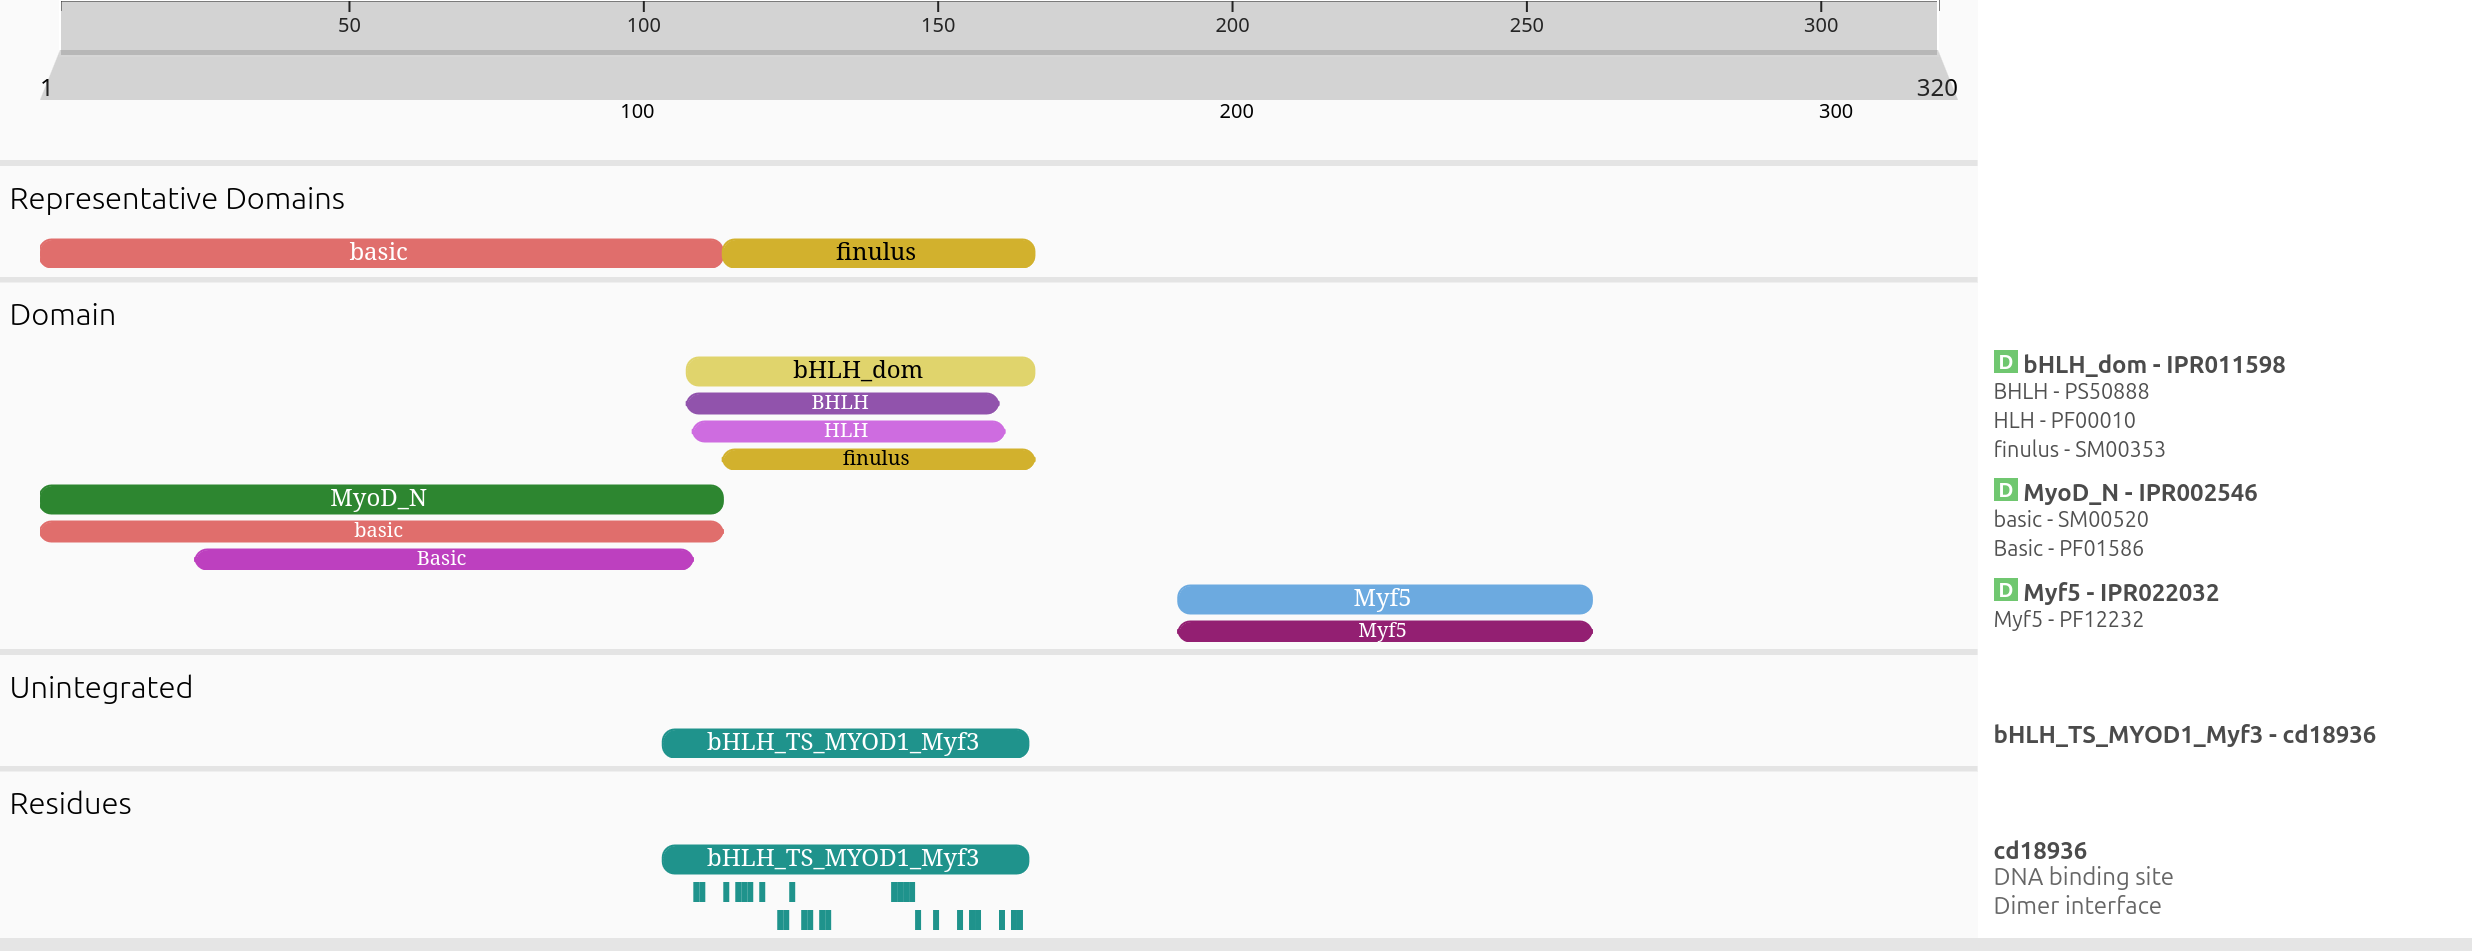 50 100 150 200 250 300
1 320
100 200 300
Representative Domains
basic finulus
Domain
bHLH_dom
D bHLH_dom - IPR011598
BHLH
BHLH - PS50888
HLH
HLH - PF00010
finulus
finulus - SM00353
MyoD_N
D MyoD_N - IPR002546
basic
basic - SM00520
Basic
Basic - PF01586
Myf5
D Myf5 - IPR022032
Myf5
Myf5 - PF12232
Unintegrated
bHLH_TS_MYOD1_Myf3
bHLH_TS_MYOD1_Myf3 - cd18936
Residues
bHLH_TS_MYOD1_Myf3
cd18936
DNA binding site
Dimer interface